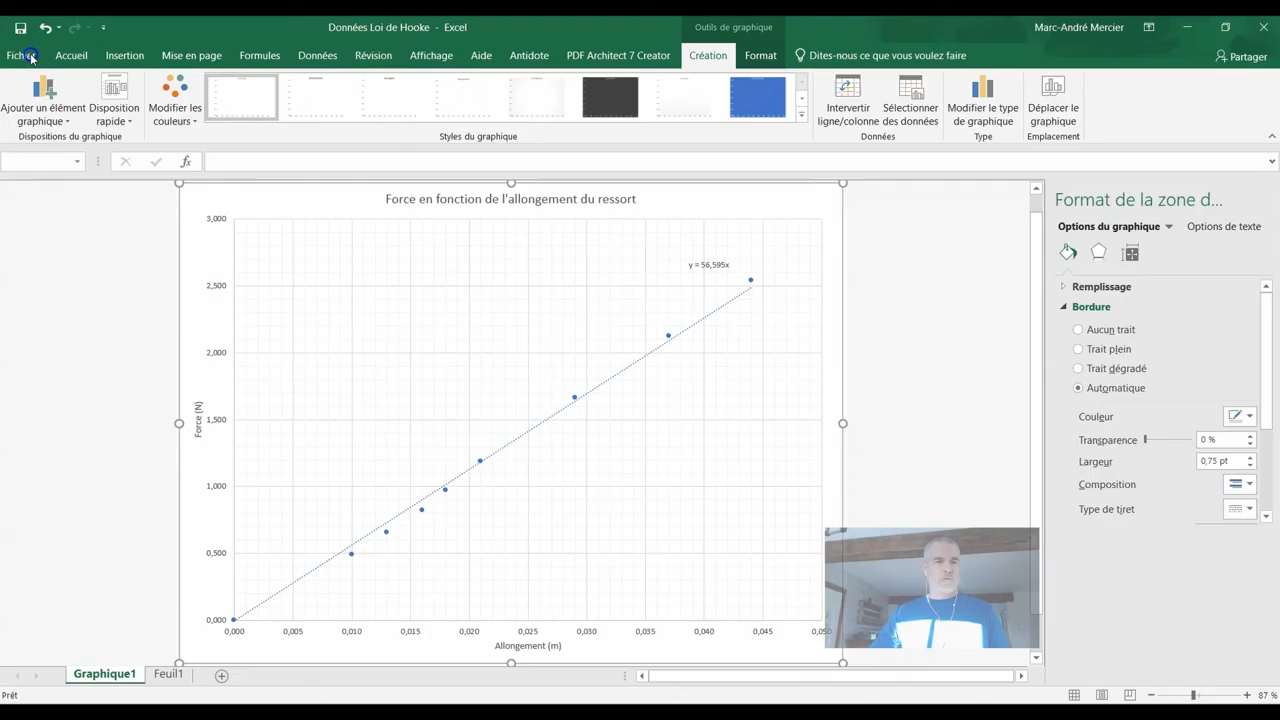 Données Loi de Hooke - Excel
Outils de graphique
Marc-André Mercier
Accueil Insertion Mise en page Formules Données Révision Affichage Aide Antidote PDF Architect 7 Creator Création Format Dites-nous ce que vous voulez faire Partager
Ajouter un élément graphique
Disposition rapide
Modifier les couleurs
Intervertir ligne/colonne
Sélectionner des données
Modifier le type de graphique
Déplacer le graphique
Dispositions du graphique
Styles du graphique
Données
Type
Emplacement
fx
Force en fonction de l'allongement du ressort
y = 56,595x
3,000
2,500
2,000
1,500
1,000
0,500
0,000
Force (N)
0,000 0,005 0,010 0,015 0,020 0,025 0,030 0,035 0,040 0,045
Allongement (m)
Format de la zone d...
Options du graphique Options de texte
Remplissage
Bordure
Aucun trait
Trait plein
Trait dégradé
Automatique
Couleur
Transparence 0 %
Largeur 0,75 pt
Composition
Type de tiret
Graphique1 Feuil1
Prêt
87 %